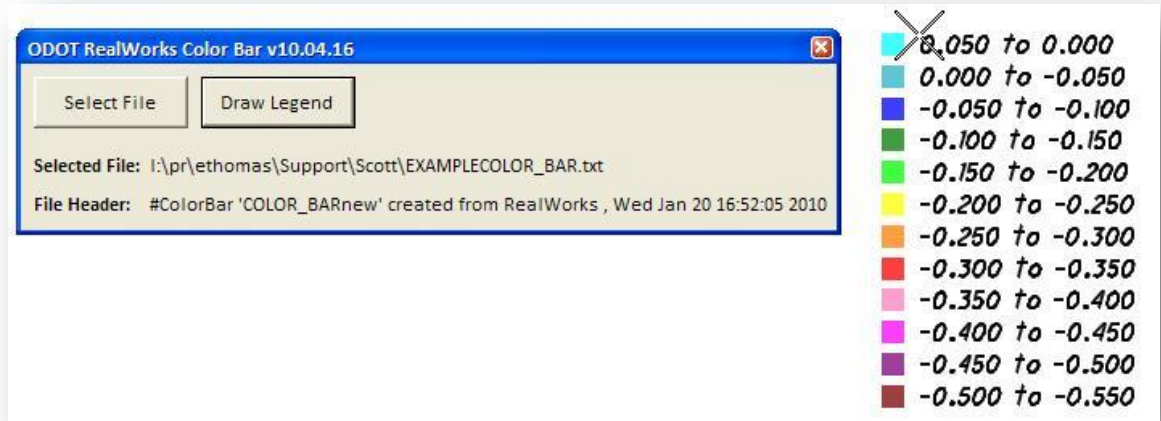 ODOT RealWorks Color Bar v10.04.16
Select File
Draw Legend
Selected File: I:\pr\ethomas\Support\Scott\EXAMPLECOLOR_BAR.txt
File Header: #ColorBar 'COLOR_BARnew' created from RealWorks , Wed Jan 20 16:52:05 2010
0.050 to 0.000
0.000 to -0.050
-0.050 to -0.100
-0.100 to -0.150
-0.150 to -0.200
-0.200 to -0.250
-0.250 to -0.300
-0.300 to -0.350
-0.350 to -0.400
-0.400 to -0.450
-0.450 to -0.500
-0.500 to -0.550